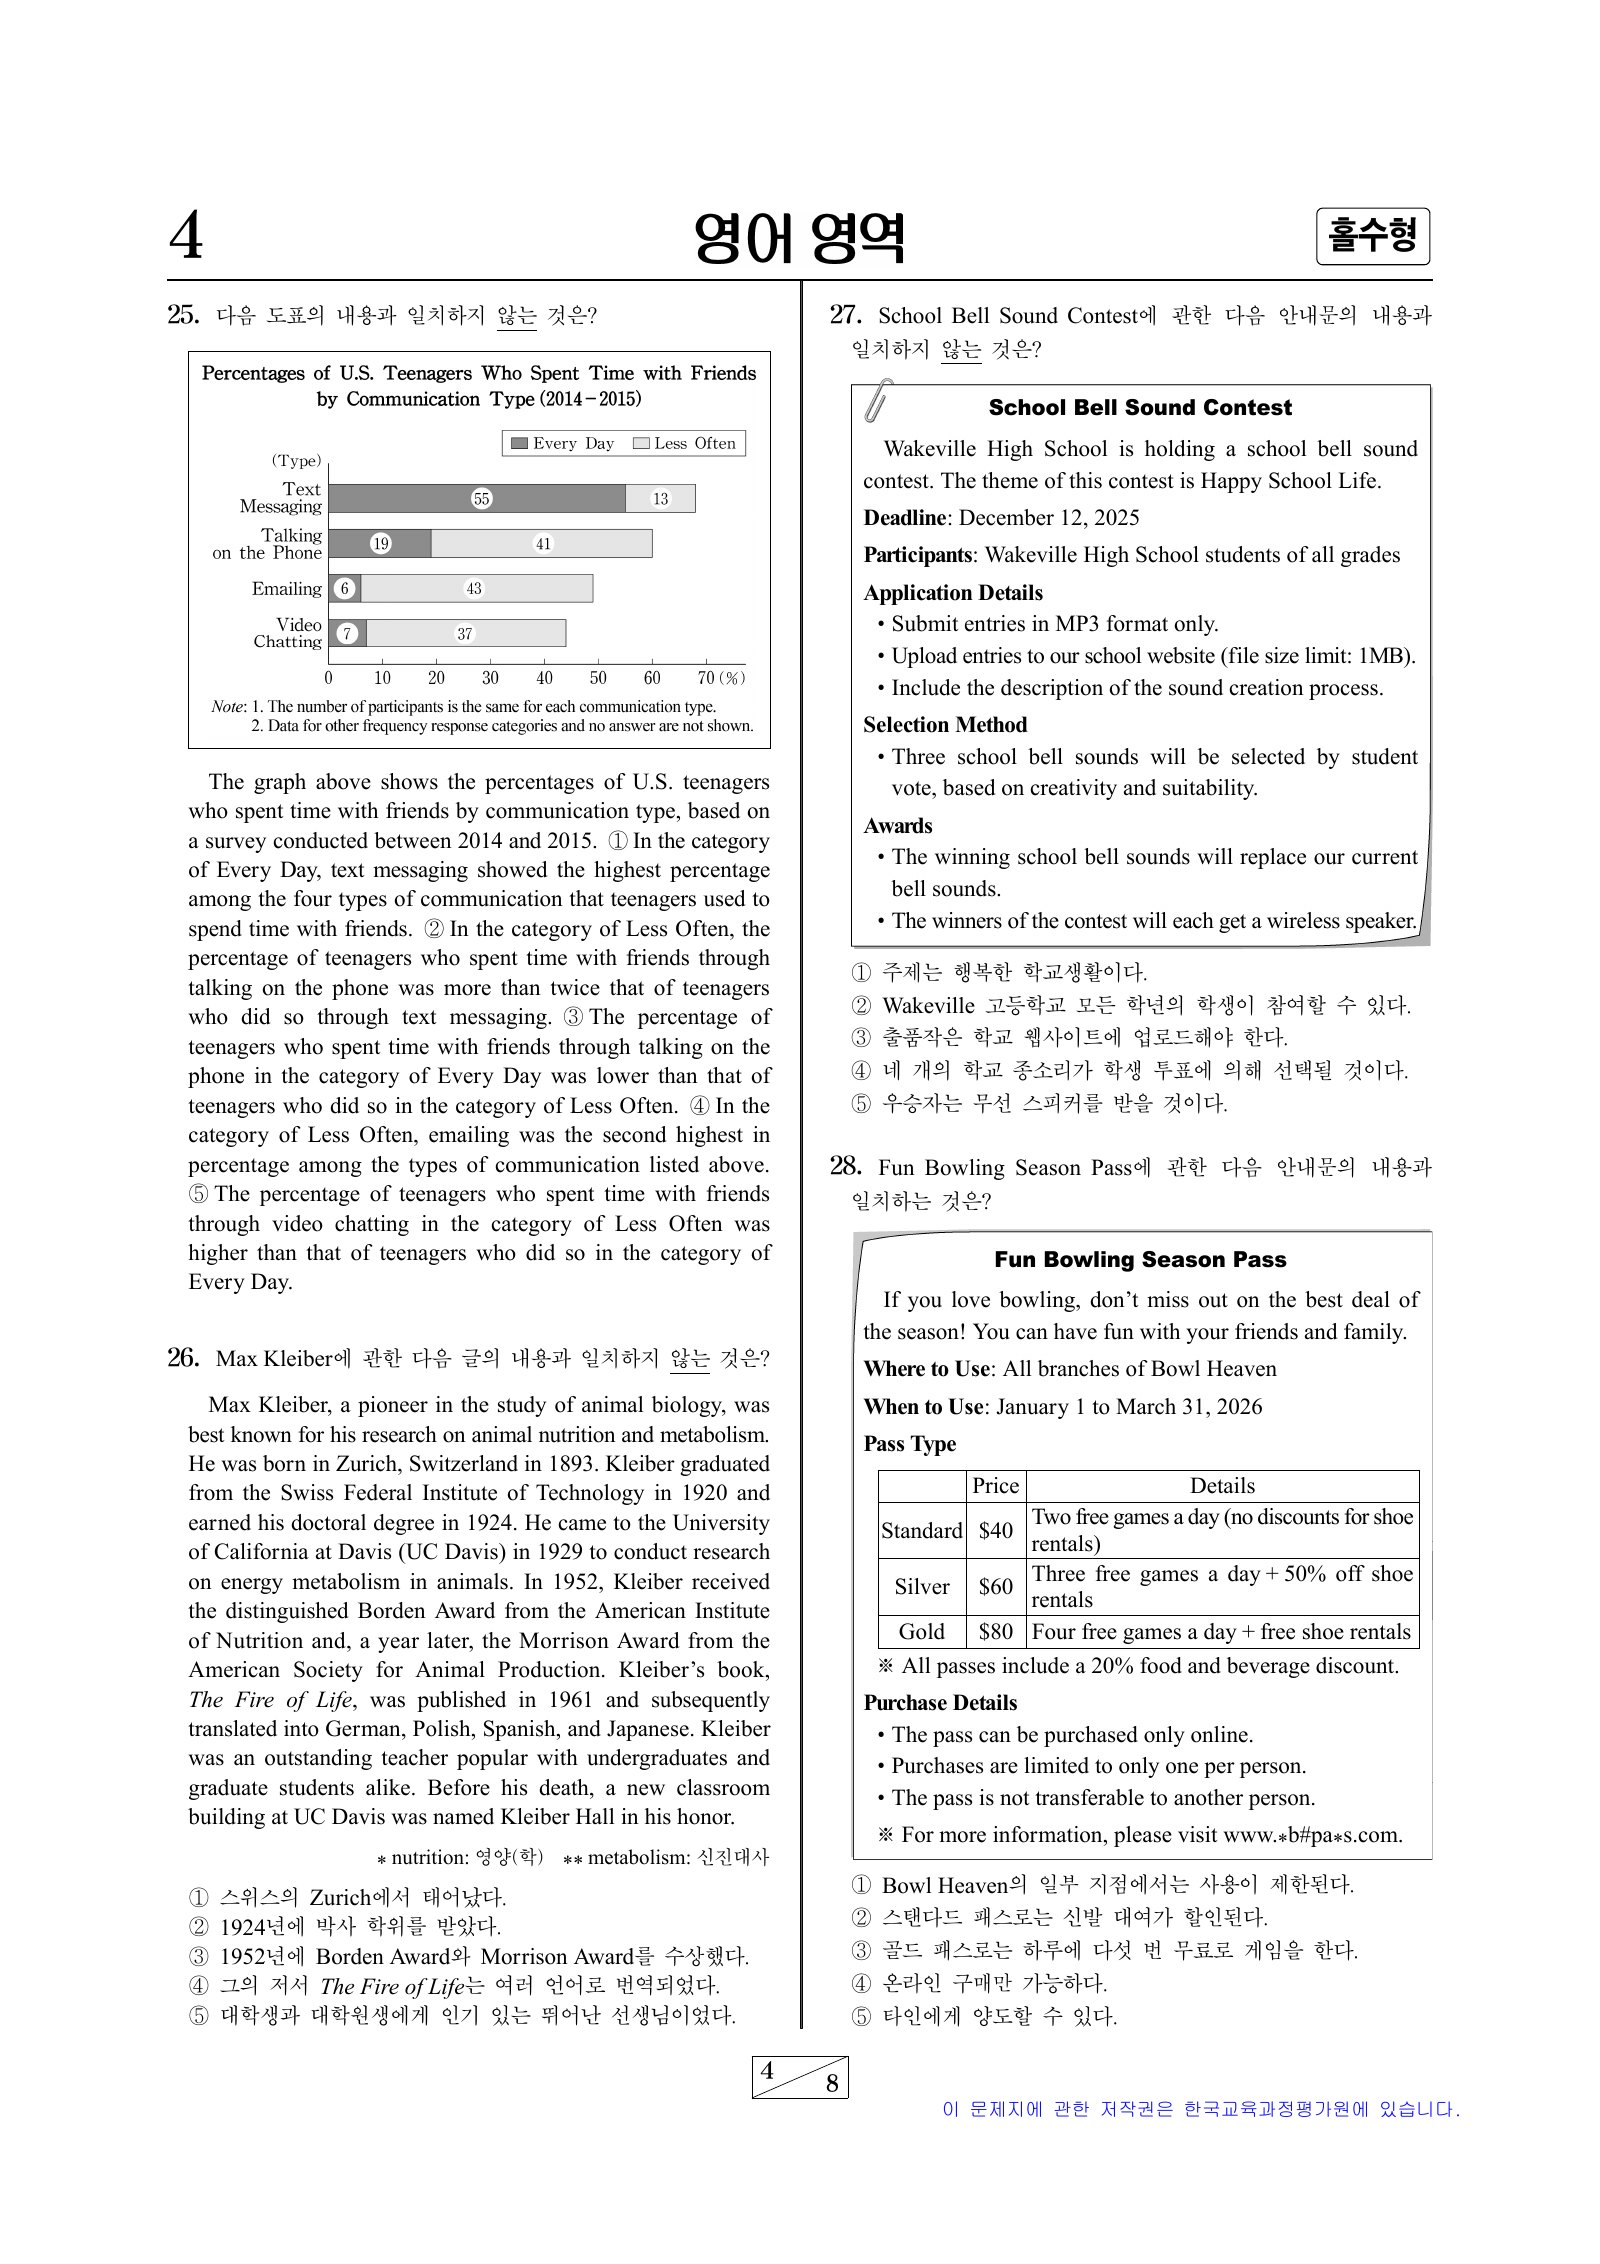 4
영어 영역
홀수형
25. 다음 도표의 내용과 일치하지 않는 것은?
Percentages of U.S. Teenagers Who Spent Time with Friends
by Communication Type (2014－2015)
Every Day Less Often
(Type)
Text
Messaging
55 13
Talking
on the Phone
19 41
Emailing
6 43
Video
Chatting
7 37
0 10 20 30 40 50 60 70 (%)
Note: 1. The number of participants is the same for each communication type.
2. Data for other frequency response categories and no answer are not shown.
The graph above shows the percentages of U.S. teenagers
who spent time with friends by communication type, based on
a survey conducted between 2014 and 2015. ① In the category
of Every Day, text messaging showed the highest percentage
among the four types of communication that teenagers used to
spend time with friends. ② In the category of Less Often, the
percentage of teenagers who spent time with friends through
talking on the phone was more than twice that of teenagers
who did so through text messaging. ③ The percentage of
teenagers who spent time with friends through talking on the
phone in the category of Every Day was lower than that of
teenagers who did so in the category of Less Often. ④ In the
category of Less Often, emailing was the second highest in
percentage among the types of communication listed above.
⑤ The percentage of teenagers who spent time with friends
through video chatting in the category of Less Often was
higher than that of teenagers who did so in the category of
Every Day.
26. Max Kleiber에 관한 다음 글의 내용과 일치하지 않는 것은?
Max Kleiber, a pioneer in the study of animal biology, was
best known for his research on animal nutrition and metabolism.
He was born in Zurich, Switzerland in 1893. Kleiber graduated
from the Swiss Federal Institute of Technology in 1920 and
earned his doctoral degree in 1924. He came to the University
of California at Davis (UC Davis) in 1929 to conduct research
on energy metabolism in animals. In 1952, Kleiber received
the distinguished Borden Award from the American Institute
of Nutrition and, a year later, the Morrison Award from the
American Society for Animal Production. Kleiber's book,
The Fire of Life, was published in 1961 and subsequently
translated into German, Polish, Spanish, and Japanese. Kleiber
was an outstanding teacher popular with undergraduates and
graduate students alike. Before his death, a new classroom
building at UC Davis was named Kleiber Hall in his honor.
* nutrition: 영양(학) ** metabolism: 신진대사
① 스위스의 Zurich에서 태어났다.
② 1924년에 박사 학위를 받았다.
③ 1952년에 Borden Award와 Morrison Award를 수상했다.
④ 그의 저서 The Fire of Life는 여러 언어로 번역되었다.
⑤ 대학생과 대학원생에게 인기 있는 뛰어난 선생님이었다.
27. School Bell Sound Contest에 관한 다음 안내문의 내용과
일치하지 않는 것은?
School Bell Sound Contest
Wakeville High School is holding a school bell sound
contest. The theme of this contest is Happy School Life.
Deadline: December 12, 2025
Participants: Wakeville High School students of all grades
Application Details
• Submit entries in MP3 format only.
• Upload entries to our school website (file size limit: 1MB).
• Include the description of the sound creation process.
Selection Method
• Three school bell sounds will be selected by student
vote, based on creativity and suitability.
Awards
• The winning school bell sounds will replace our current
bell sounds.
• The winners of the contest will each get a wireless speaker.
① 주제는 행복한 학교생활이다.
② Wakeville 고등학교 모든 학년의 학생이 참여할 수 있다.
③ 출품작은 학교 웹사이트에 업로드해야 한다.
④ 네 개의 학교 종소리가 학생 투표에 의해 선택될 것이다.
⑤ 우승자는 무선 스피커를 받을 것이다.
28. Fun Bowling Season Pass에 관한 다음 안내문의 내용과
일치하는 것은?
Fun Bowling Season Pass
If you love bowling, don't miss out on the best deal of
the season! You can have fun with your friends and family.
Where to Use: All branches of Bowl Heaven
When to Use: January 1 to March 31, 2026
Pass Type
Price Details
Standard $40 Two free games a day (no discounts for shoe
rentals)
Silver $60 Three free games a day + 50% off shoe
rentals
Gold $80 Four free games a day + free shoe rentals
※ All passes include a 20% food and beverage discount.
Purchase Details
• The pass can be purchased only online.
• Purchases are limited to only one per person.
• The pass is not transferable to another person.
※ For more information, please visit www.*b#pa*s.com.
① Bowl Heaven의 일부 지점에서는 사용이 제한된다.
② 스탠다드 패스로는 신발 대여가 할인된다.
③ 골드 패스로는 하루에 다섯 번 무료로 게임을 한다.
④ 온라인 구매만 가능하다.
⑤ 타인에게 양도할 수 있다.
4 8
이 문제지에 관한 저작권은 한국교육과정평가원에 있습니다.